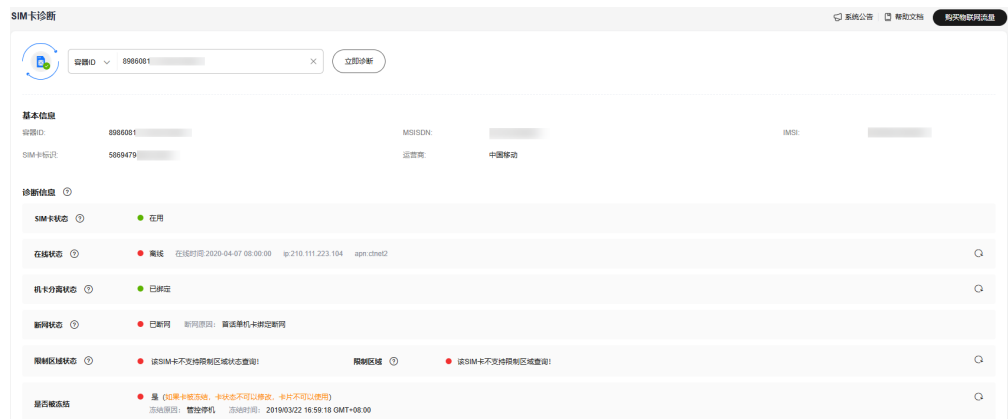 SIM卡诊断 系统公告 帮助文档 购买物联网流量
容器ID 8986081 立即诊断
基本信息
容器ID: 8986081 MSISDN: IMSI:
SIM卡标识: 5869479 运营商: 中国移动
诊断信息
SIM卡状态 在用
在线状态 离线 在线时间:2020-04-07 08:00:00 ip:210.111.223.104 apn:ctnet2
机卡分离状态 已绑定
断网状态 已断网 断网原因: 首话单机卡绑定断网
限制区域状态 该SIM卡不支持限制区域状态查询! 限制区域 该SIM卡不支持限制区域查询!
是否被冻结 是 (如果卡被冻结，卡状态不可以修改，卡片不可以使用)
冻结原因: 管控停机 冻结时间: 2019/03/22 16:59:18 GMT+08:00